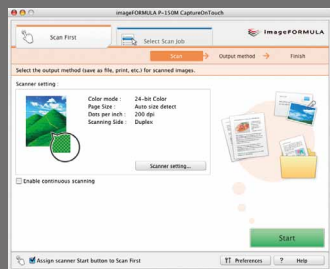 imageFORMULA P-150M CaptureOnTouch
Scan First
Select Scan Job
imageFORMULA
Scan
Output method
Finish
Select the output method (save as file, print, etc.) for scanned images.
Scanner setting :
Color mode : 24-bit Color
Page Size : Auto size detect
Dots per inch : 200 dpi
Scanning Side : Duplex
Scanner setting...
Enable continuous scanning
Start
Assign scanner Start button to Scan First
Preferences
? Help